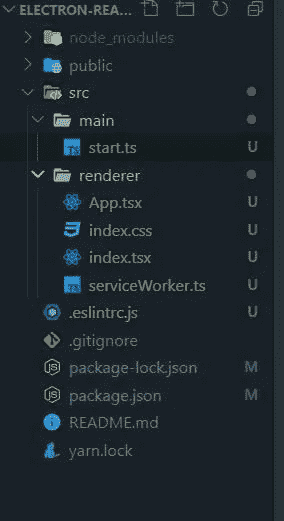 ELECTRON-REA...
node_modules
public
src
main
start.ts U
renderer
App.tsx U
index.css U
index.tsx U
serviceWorker.ts U
.eslintrc.js U
.gitignore
package-lock.json M
package.json M
README.md
yarn.lock